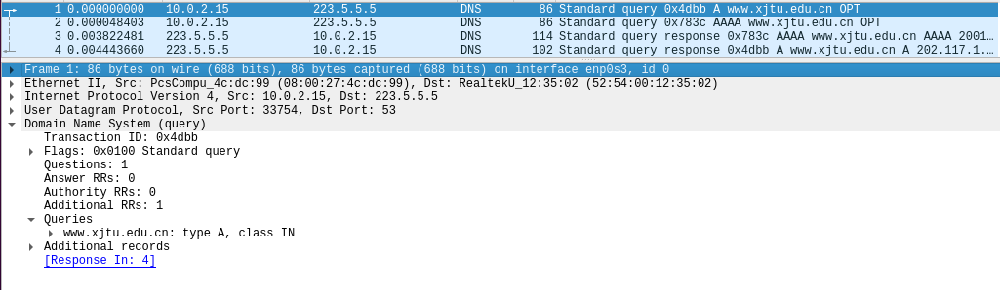 1 0.000000000 10.0.2.15 223.5.5.5 DNS 86 Standard query 0x4dbb A www.xjtu.edu.cn OPT
2 0.000048403 10.0.2.15 223.5.5.5 DNS 86 Standard query 0x783c AAAA www.xjtu.edu.cn OPT
3 0.003822481 223.5.5.5 10.0.2.15 DNS 114 Standard query response 0x783c AAAA www.xjtu.edu.cn AAAA 2001…
4 0.004443660 223.5.5.5 10.0.2.15 DNS 102 Standard query response 0x4dbb A www.xjtu.edu.cn A 202.117.1.…
Frame 1: 86 bytes on wire (688 bits), 86 bytes captured (688 bits) on interface enp0s3, id 0
Ethernet II, Src: PcsCompu_4c:dc:99 (08:00:27:4c:dc:99), Dst: RealtekU_12:35:02 (52:54:00:12:35:02)
Internet Protocol Version 4, Src: 10.0.2.15, Dst: 223.5.5.5
User Datagram Protocol, Src Port: 33754, Dst Port: 53
Domain Name System (query)
Transaction ID: 0x4dbb
Flags: 0x0100 Standard query
Questions: 1
Answer RRs: 0
Authority RRs: 0
Additional RRs: 1
Queries
www.xjtu.edu.cn: type A, class IN
Additional records
[Response In: 4]